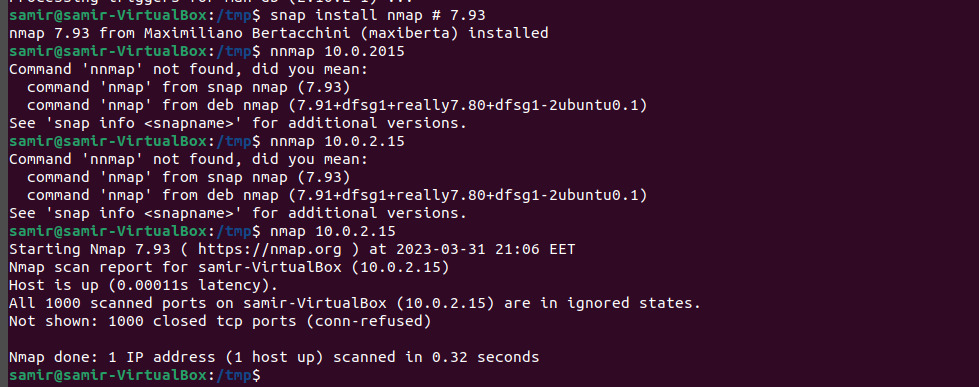 samir@samir-VirtualBox:/tmp$ snap install nmap # 7.93
nmap 7.93 from Maximiliano Bertacchini (maxiberta) installed
samir@samir-VirtualBox:/tmp$ nnmap 10.0.2015
Command 'nnmap' not found, did you mean:
  command 'nmap' from snap nmap (7.93)
  command 'nmap' from deb nmap (7.91+dfsg1+really7.80+dfsg1-2ubuntu0.1)
See 'snap info <snapname>' for additional versions.
samir@samir-VirtualBox:/tmp$ nnmap 10.0.2.15
Command 'nnmap' not found, did you mean:
  command 'nmap' from snap nmap (7.93)
  command 'nmap' from deb nmap (7.91+dfsg1+really7.80+dfsg1-2ubuntu0.1)
See 'snap info <snapname>' for additional versions.
samir@samir-VirtualBox:/tmp$ nmap 10.0.2.15
Starting Nmap 7.93 ( https://nmap.org ) at 2023-03-31 21:06 EET
Nmap scan report for samir-VirtualBox (10.0.2.15)
Host is up (0.00011s latency).
All 1000 scanned ports on samir-VirtualBox (10.0.2.15) are in ignored states.
Not shown: 1000 closed tcp ports (conn-refused)

Nmap done: 1 IP address (1 host up) scanned in 0.32 seconds
samir@samir-VirtualBox:/tmp$